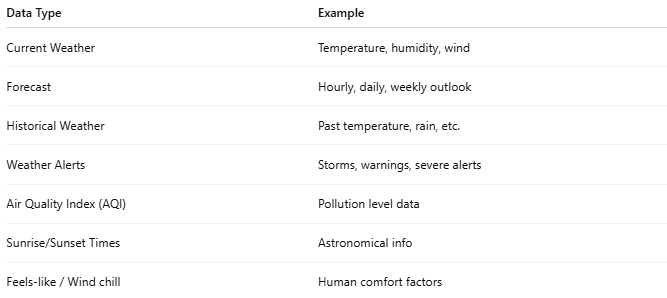 Data Type Example
Current Weather Temperature, humidity, wind
Forecast Hourly, daily, weekly outlook
Historical Weather Past temperature, rain, etc.
Weather Alerts Storms, warnings, severe alerts
Air Quality Index (AQI) Pollution level data
Sunrise/Sunset Times Astronomical info
Feels-like / Wind chill Human comfort factors